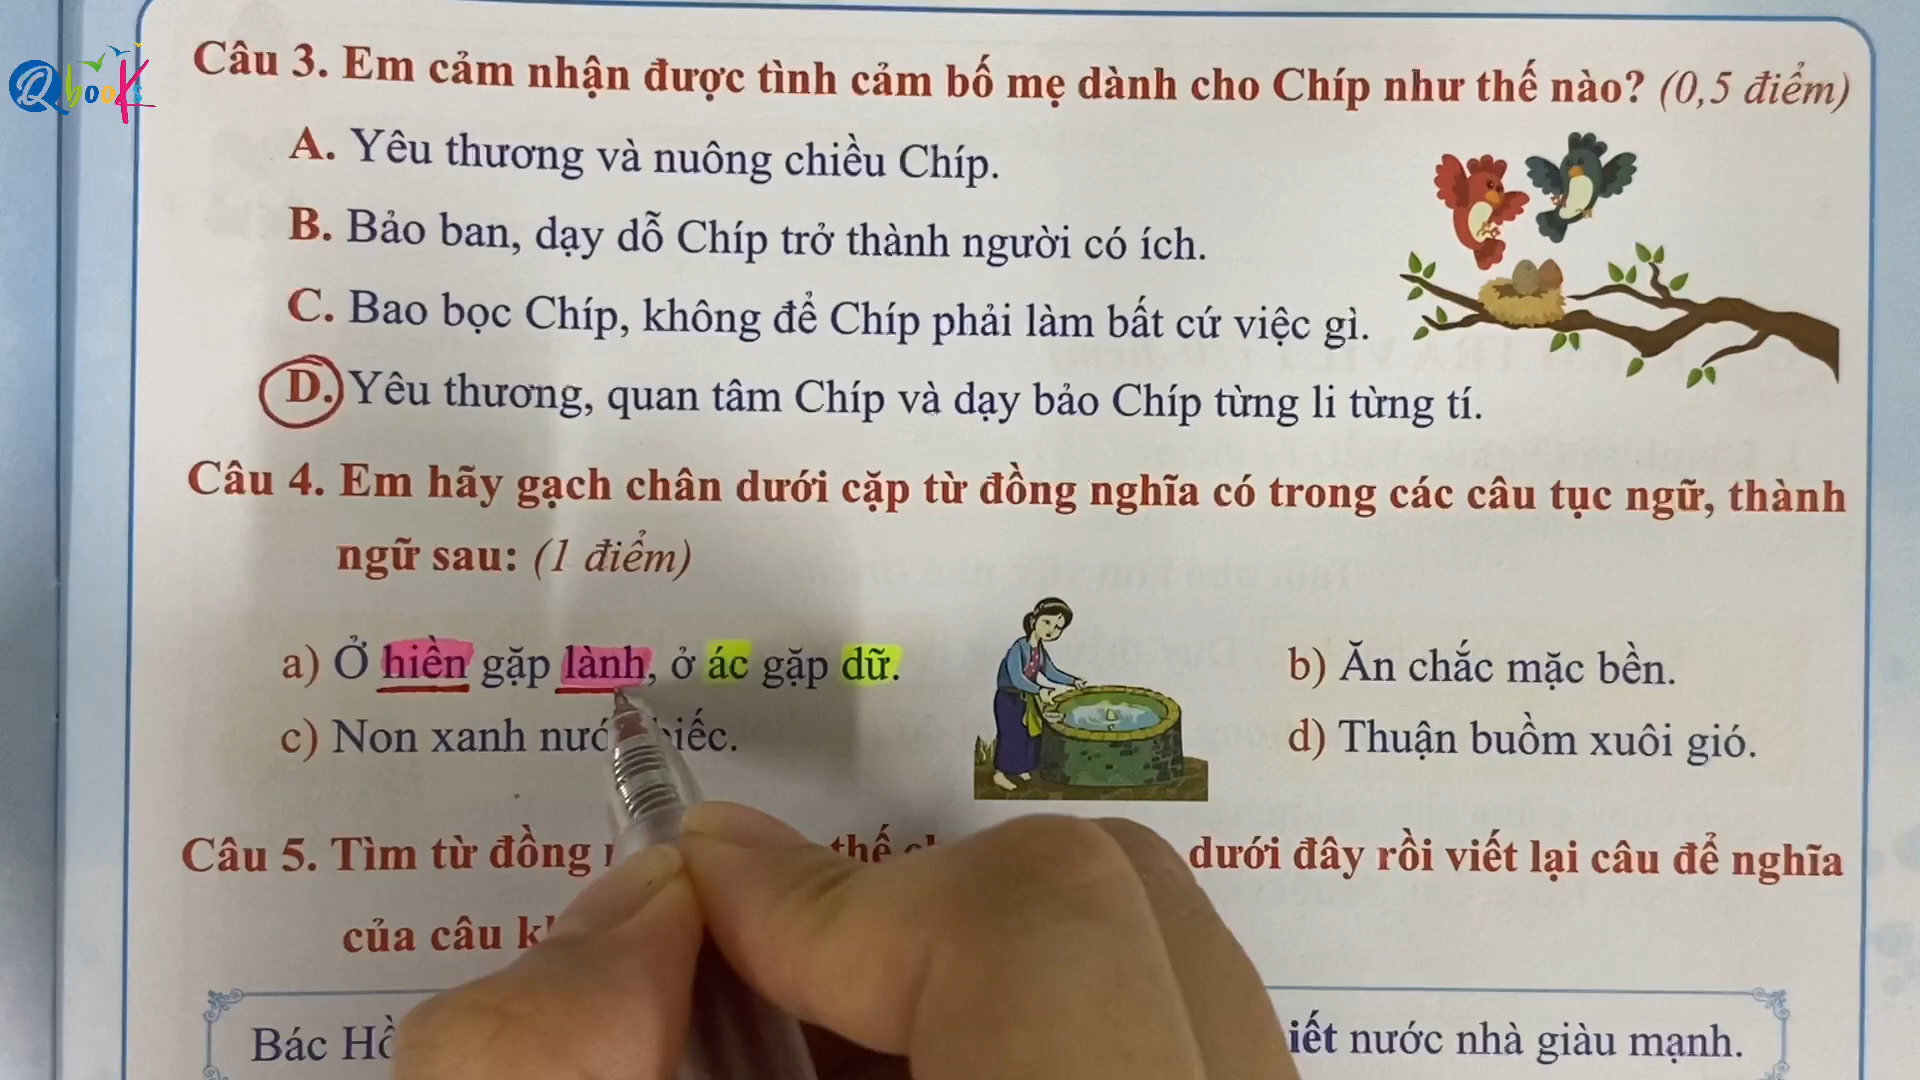 Qbooks
Câu 3. Em cảm nhận được tình cảm bố mẹ dành cho Chíp như thế nào? (0,5 điểm)
A. Yêu thương và nuông chiều Chíp.
B. Bảo ban, dạy dỗ Chíp trở thành người có ích.
C. Bao bọc Chíp, không để Chíp phải làm bất cứ việc gì.
D. Yêu thương, quan tâm Chíp và dạy bảo Chíp từng li từng tí.
Câu 4. Em hãy gạch chân dưới cặp từ đồng nghĩa có trong các câu tục ngữ, thành
ngữ sau: (1 điểm)
a) Ở hiền gặp lành, ở ác gặp dữ.
b) Ăn chắc mặc bền.
c) Non xanh nước biếc.
d) Thuận buồm xuôi gió.
Câu 5. Tìm từ đồng thế dưới đây rồi viết lại câu để nghĩa
của câu
Bác Hồ nước nhà giàu mạnh.